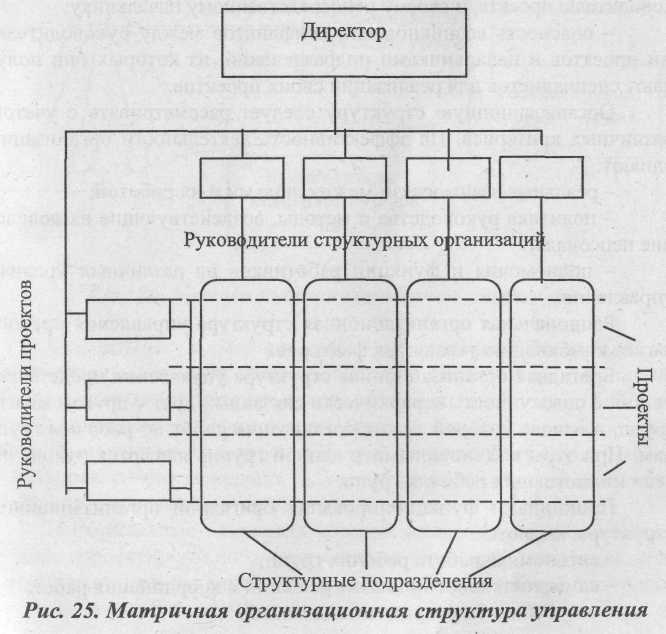 Директор
Руководители структурных организаций
Руководители проектов
Проекты
Структурные подразделения
Рис. 25. Матричная организационная структура управления